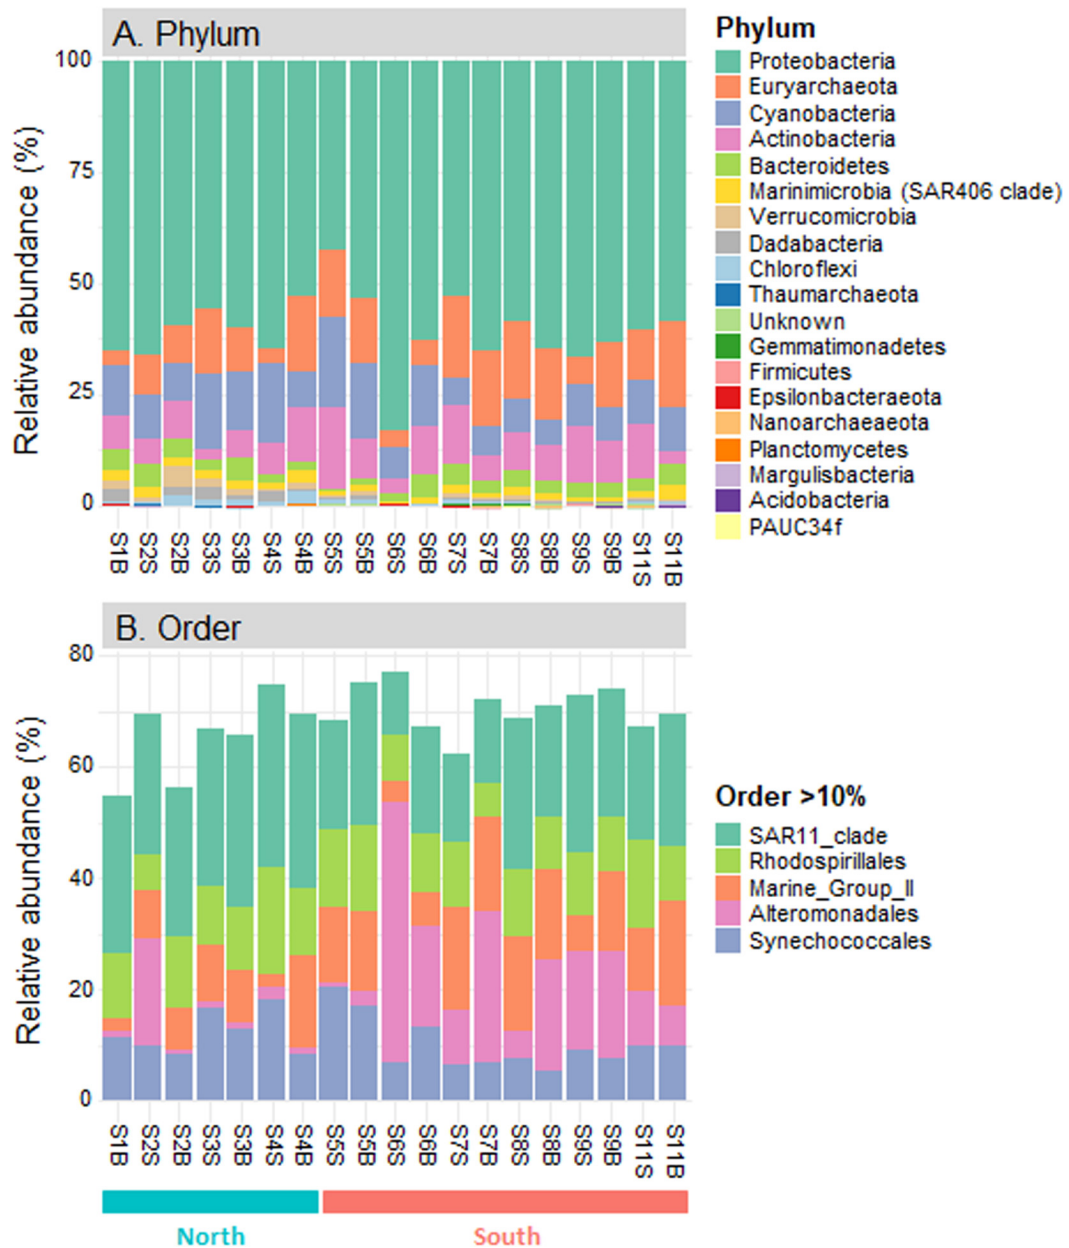 A. Phylum
Relative abundance (%)
100
75
50
25
0
S1B
S2S
S2B
S3S
S3B
S4S
S4B
S5S
S5B
S6S
S6B
S7S
S7B
S8S
S8B
S9S
S9B
S11S
S11B
Phylum
Proteobacteria
Euryarchaeota
Cyanobacteria
Actinobacteria
Bacteroidetes
Marinimicrobia (SAR406 clade)
Verrucomicrobia
Dadabacteria
Chloroflexi
Thaumarchaeota
Unknown
Gemmatimonadetes
Firmicutes
Epsilonbacteraeota
Nanoarchaeaeota
Planctomycetes
Margulisbacteria
Acidobacteria
PAUC34f
B. Order
Relative abundance (%)
80
60
40
20
0
S1B
S2S
S2B
S3S
S3B
S4S
S4B
S5S
S5B
S6S
S6B
S7S
S7B
S8S
S8B
S9S
S9B
S11S
S11B
North
South
Order >10%
SAR11_clade
Rhodospirillales
Marine_Group_II
Alteromonadales
Synechococcales